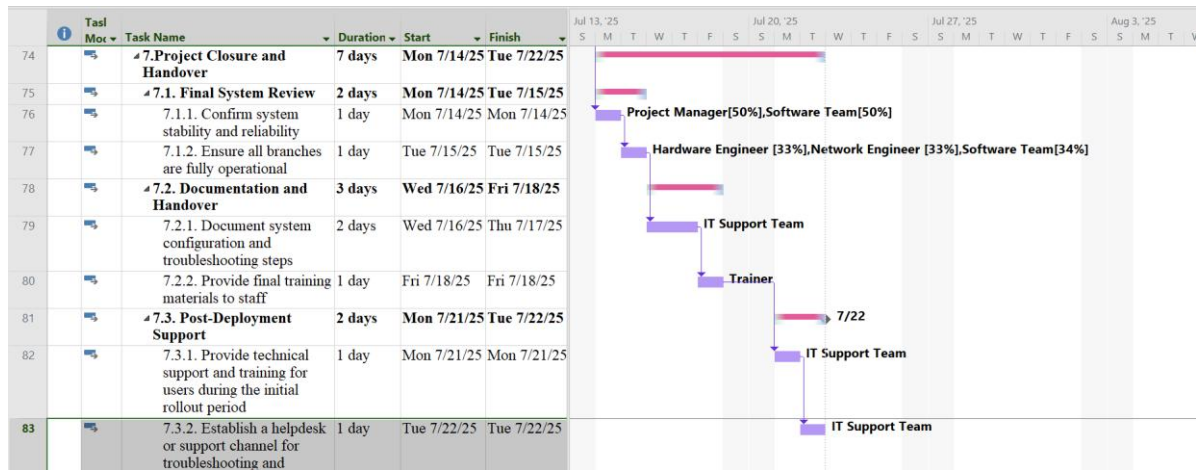 Jul 13, '25 Jul 20, '25 Jul 27, '25 Aug 3, '25
Task Mod Task Name Duration Start Finish S M T W T F S S M T W T F S S M T W T F S S M T W
74 7.Project Closure and Handover 7 days Mon 7/14/25 Tue 7/22/25
75 7.1. Final System Review 2 days Mon 7/14/25 Tue 7/15/25
76 7.1.1. Confirm system stability and reliability 1 day Mon 7/14/25 Mon 7/14/25 Project Manager[50%],Software Team[50%]
77 7.1.2. Ensure all branches are fully operational 1 day Tue 7/15/25 Tue 7/15/25 Hardware Engineer [33%],Network Engineer [33%],Software Team[34%]
78 7.2. Documentation and Handover 3 days Wed 7/16/25 Fri 7/18/25
79 7.2.1. Document system configuration and troubleshooting steps 2 days Wed 7/16/25 Thu 7/17/25 IT Support Team
80 7.2.2. Provide final training materials to staff 1 day Fri 7/18/25 Fri 7/18/25 Trainer
81 7.3. Post-Deployment Support 2 days Mon 7/21/25 Tue 7/22/25 7/22
82 7.3.1. Provide technical support and training for users during the initial rollout period 1 day Mon 7/21/25 Mon 7/21/25 IT Support Team
83 7.3.2. Establish a helpdesk or support channel for troubleshooting and 1 day Tue 7/22/25 Tue 7/22/25 IT Support Team